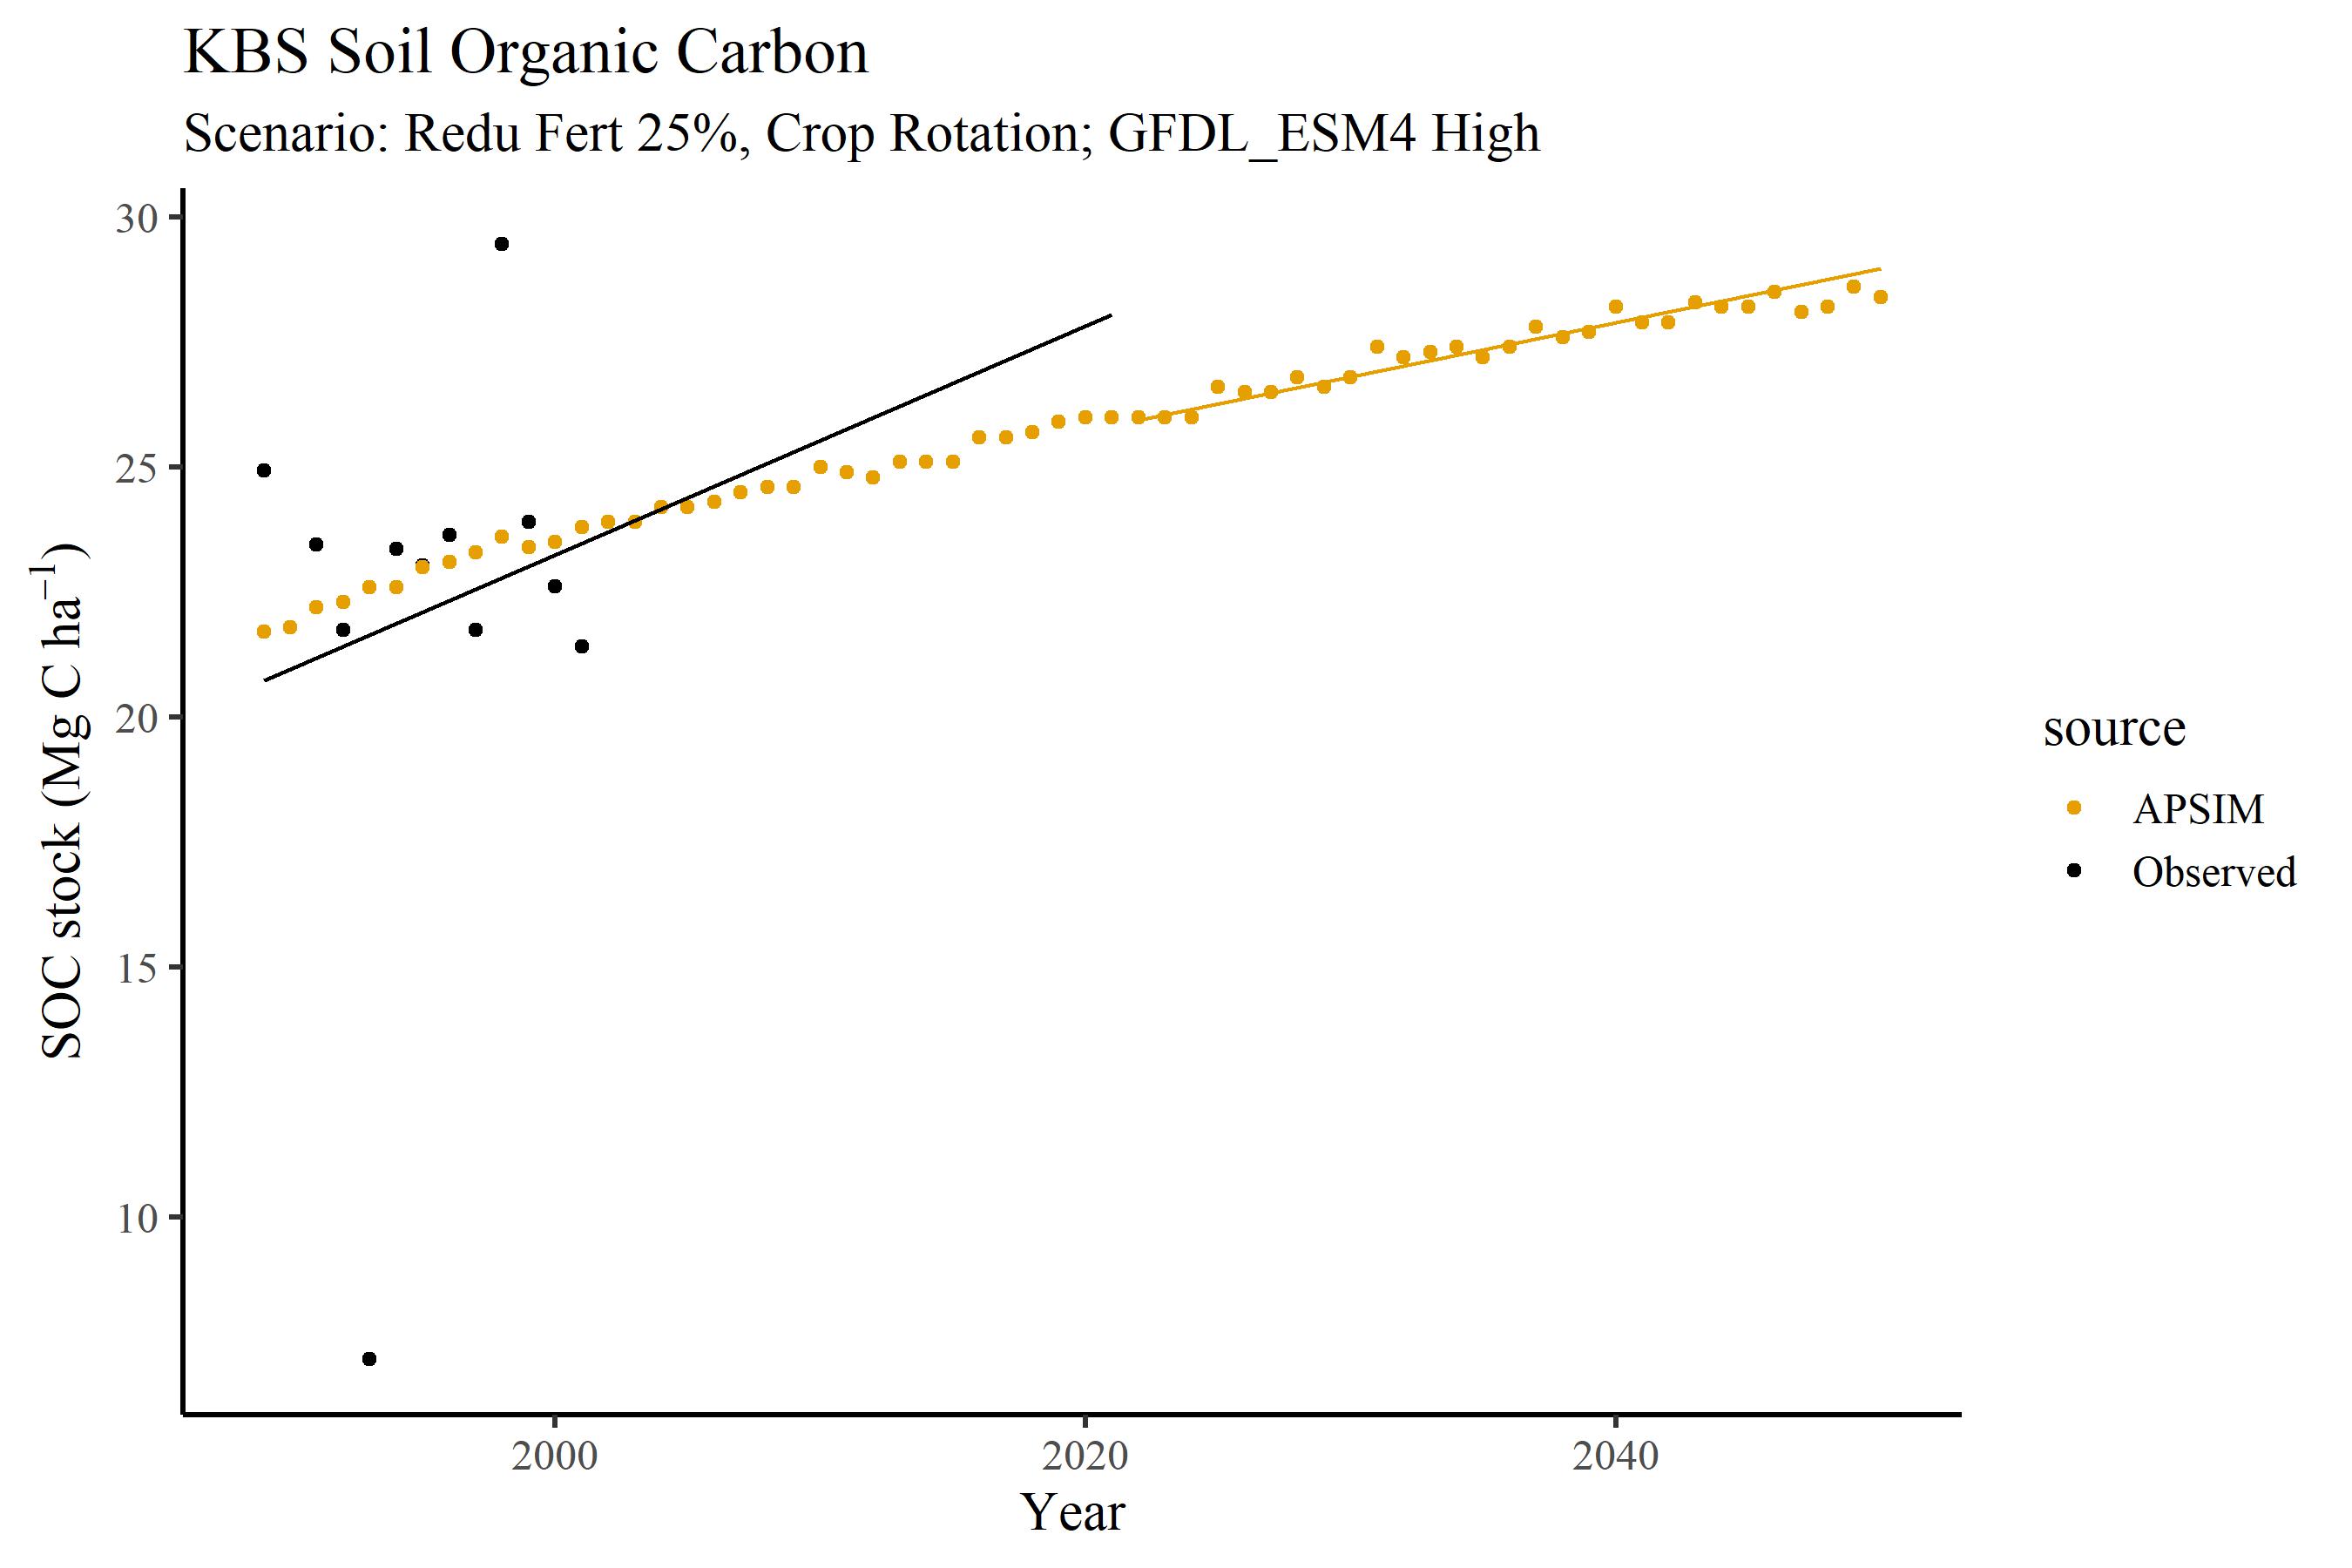 KBS Soil Organic Carbon
Scenario: Redu Fert 25%, Crop Rotation; GFDL_ESM4 High
SOC stock (Mg C ha⁻¹)
30
25
20
15
10
2000 2020 2040
Year
source
APSIM
Observed